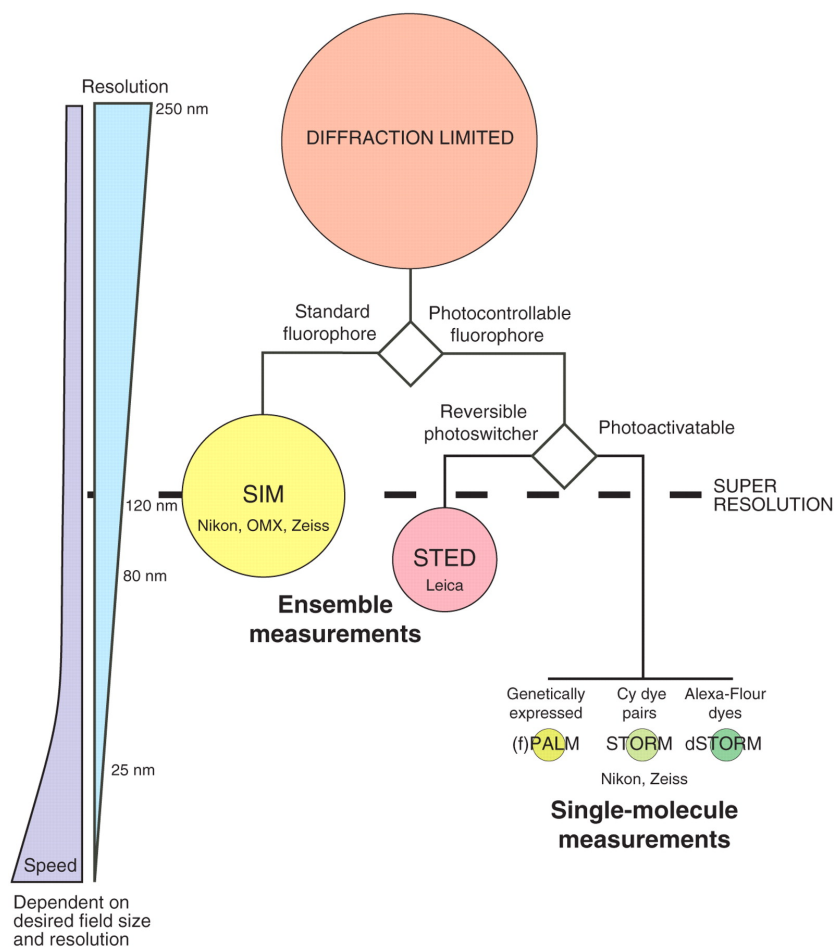 Resolution
250 nm
DIFFRACTION LIMITED
Standard
fluorophore
Photocontrollable
fluorophore
Reversible
photoswitcher
Photoactivatable
SIM
Nikon, OMX, Zeiss
120 nm
SUPER
RESOLUTION
STED
Leica
80 nm
Ensemble
measurements
Genetically
expressed
(f)PALM
Cy dye
pairs
STORM
Alexa-Flour
dyes
dSTORM
Nikon, Zeiss
25 nm
Single-molecule
measurements
Speed
Dependent on
desired field size
and resolution